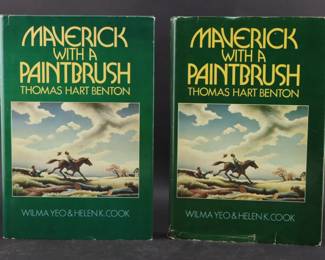 MAVERICK
WITH A
PAINTBRUSH
THOMAS HART BENTON
WILMA YEO & HELEN K. COOK
MAVERICK
WITH A
PAINTBRUSH
THOMAS HART BENTON
WILMA YEO & HELEN K. COOK